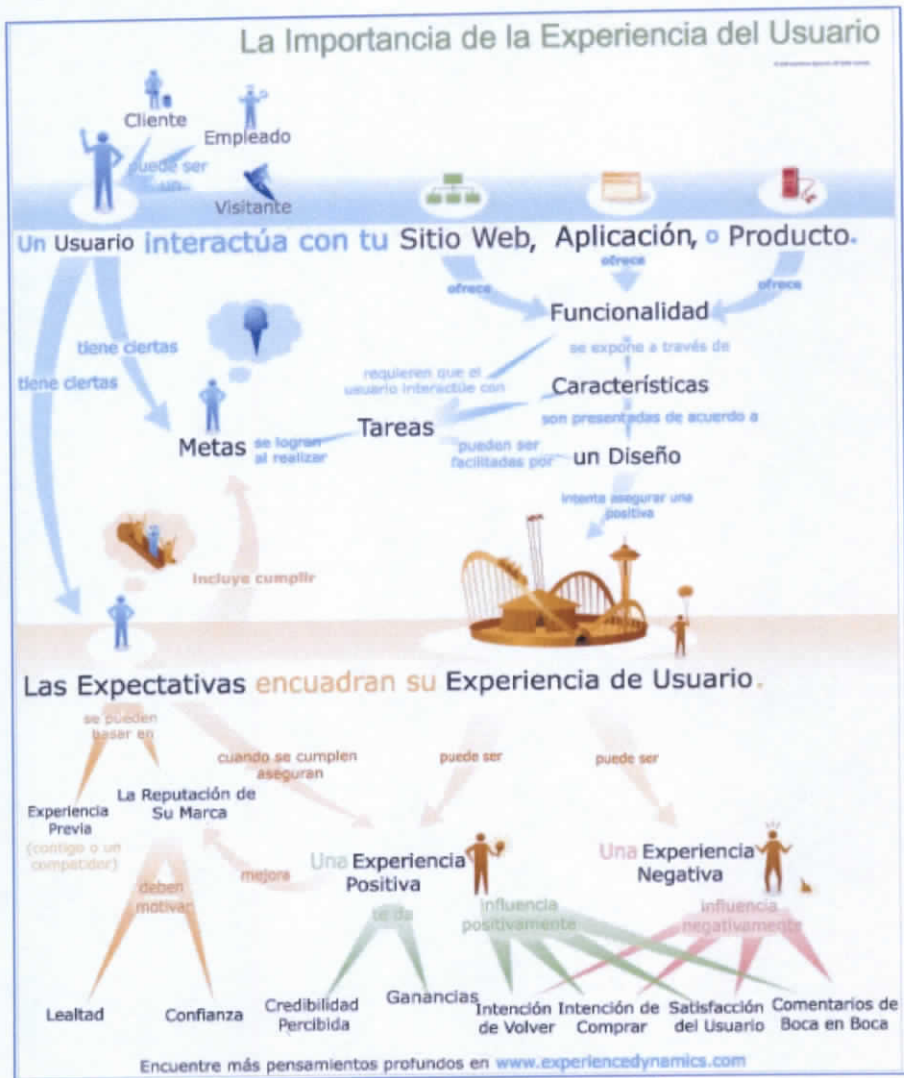 La Importancia de la Experiencia del Usuario
Cliente
Empleado
puede ser
un
Visitante
Un Usuario interactúa con tu Sitio Web, Aplicación, o Producto.
ofrece
ofrece
ofrece
Funcionalidad
tiene ciertas
tiene ciertas
se expone a través de
requieren que el
usuario interactúe con
Características
Tareas
son presentadas de acuerdo a
Metas
se logran
al realizar
pueden ser
facilitadas por
un Diseño
intenta asegurar una
positiva
Incluye cumplir
Las Expectativas encuadran su Experiencia de Usuario.
se pueden
basar en
cuando se cumplen
aseguran
puede ser
puede ser
Experiencia
Previa
(contigo o un
competidor)
La Reputación de
Su Marca
deben
motivar
mejora
Una Experiencia
Positiva
Una Experiencia
Negativa
te da
influencia
positivamente
influencia
negativamente
Lealtad
Confianza
Credibilidad
Percibida
Ganancias
Intención
de Volver
Intención de
Comprar
Satisfacción
del Usuario
Comentarios de
Boca en Boca
Encuentre más pensamientos profundos en www.experiencedynamics.com